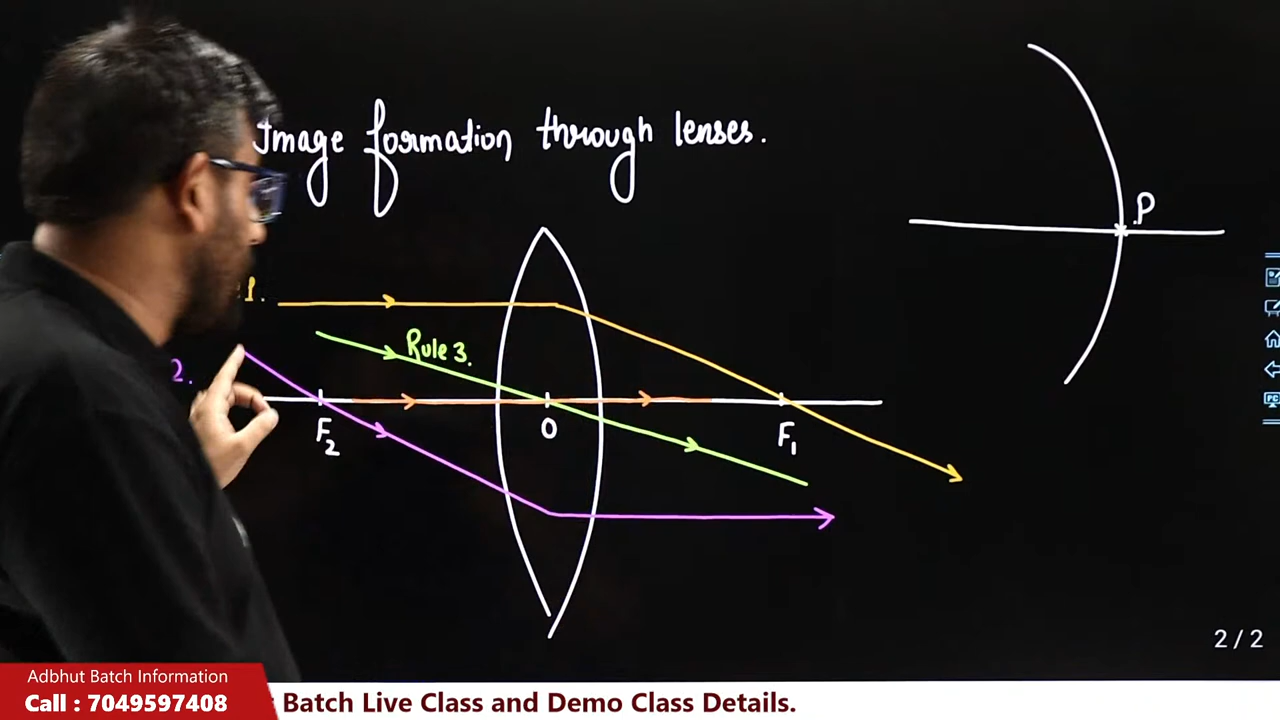 Image formation through lenses.
P
1.
Rule 3.
2.
F2
O
F1
2 / 2
Adbhut Batch Information
Call : 7049597408
Batch Live Class and Demo Class Details.